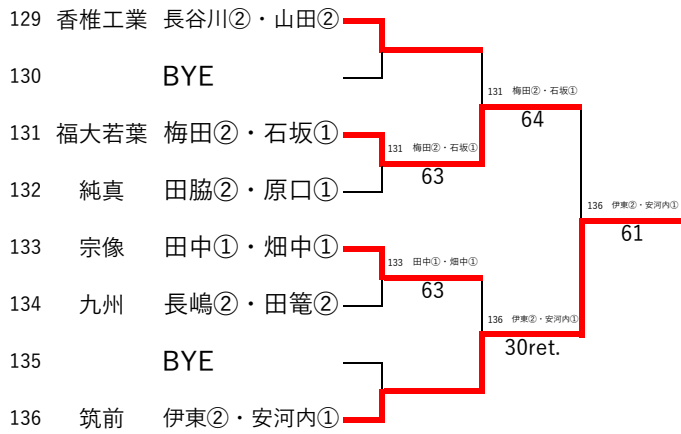 129 香椎工業 長谷川②・山田②
130 BYE
131 梅田②・石坂①
64
131 福大若葉 梅田②・石坂①
131 梅田②・石坂①
63
132 純真 田脇②・原口①
136 伊東②・安河内①
61
133 宗像 田中①・畑中①
133 田中①・畑中①
63
134 九州 長嶋②・田篭②
136 伊東②・安河内①
30ret.
135 BYE
136 筑前 伊東②・安河内①